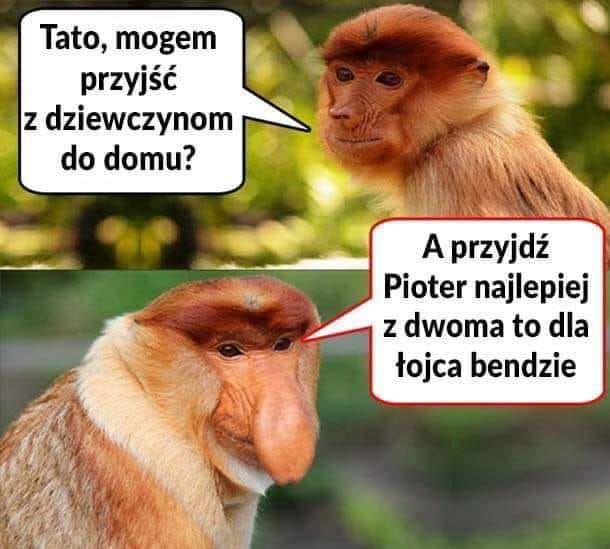 Tato, mogem
przyjść
z dziewczynom
do domu?
A przyjdź
Pioter najlepiej
z dwoma to dla
łojca bendzie